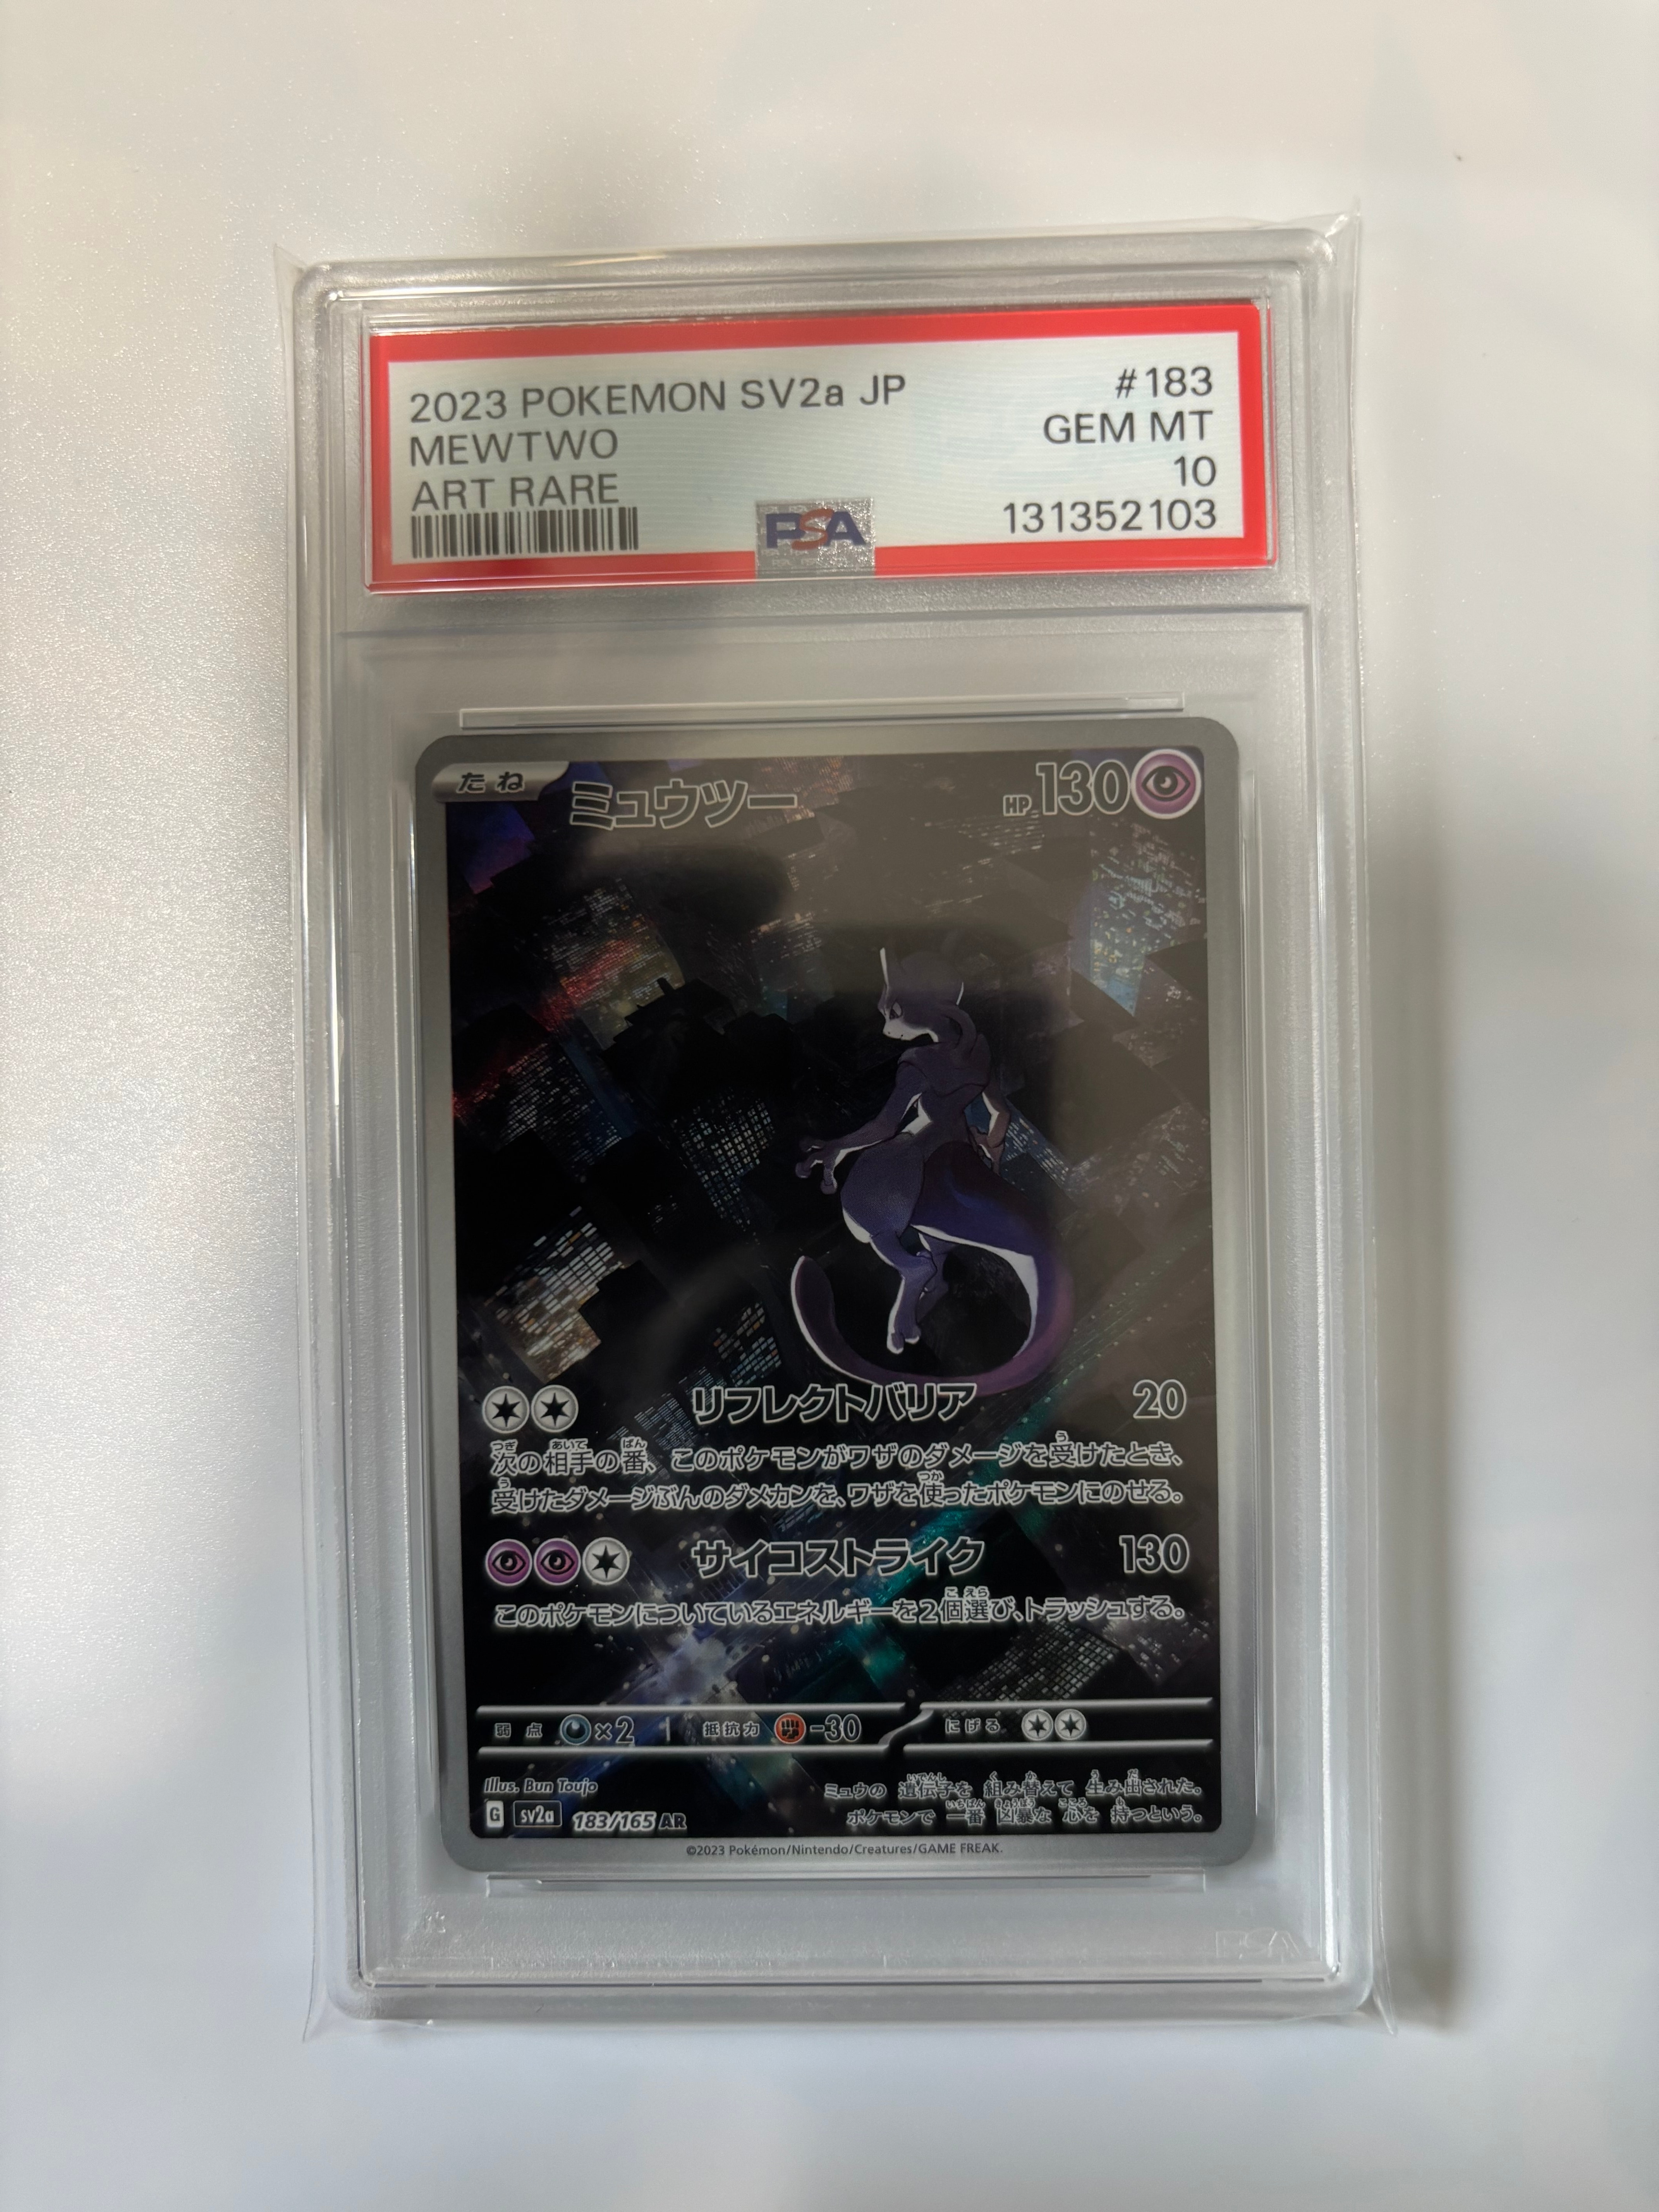 2023 POKEMON SV2a JP #183
MEWTWO GEM MT
ART RARE 10
PSA 131352103
たね ミュウツー HP 130
リフレクトバリア 20
次の相手の番、このポケモンがワザのダメージを受けたとき、
受けたダメージぶんのダメカンを、ワザを使ったポケモンにのせる。
サイコストライク 130
このポケモンについているエネルギーを2個選び、トラッシュする。
弱点 ×2 抵抗力 -30 にげる
Illus. Bun Toujo
ミュウの 遺伝子を 組み替えて 生み出された。
ポケモンで 一番 凶暴な 心を 持つという。
G sv2a 183/165 AR
©2023 Pokémon/Nintendo/Creatures/GAME FREAK.
PSA